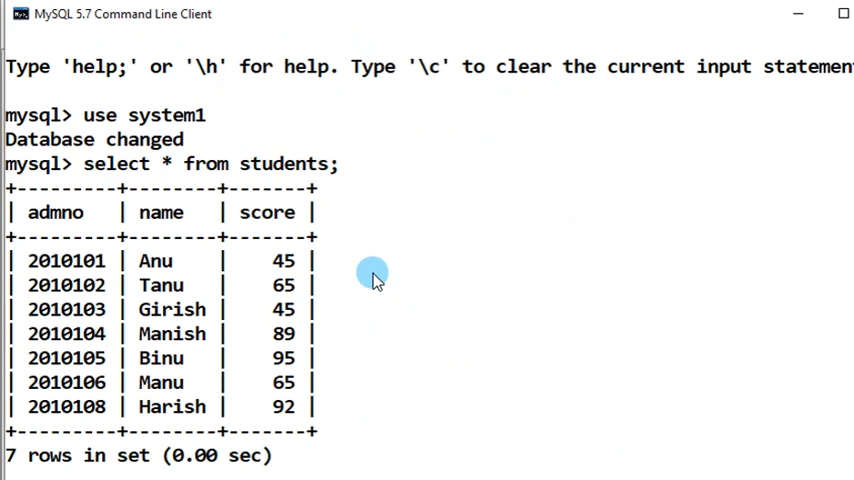 MySQL 5.7 Command Line Client
Type 'help;' or '\h' for help. Type '\c' to clear the current input statement
mysql> use system1
Database changed
mysql> select * from students;
+---------+--------+-------+
| admno   | name   | score |
+---------+--------+-------+
| 2010101 | Anu    |    45 |
| 2010102 | Tanu   |    65 |
| 2010103 | Girish |    45 |
| 2010104 | Manish |    89 |
| 2010105 | Binu   |    95 |
| 2010106 | Manu   |    65 |
| 2010108 | Harish |    92 |
+---------+--------+-------+
7 rows in set (0.00 sec)